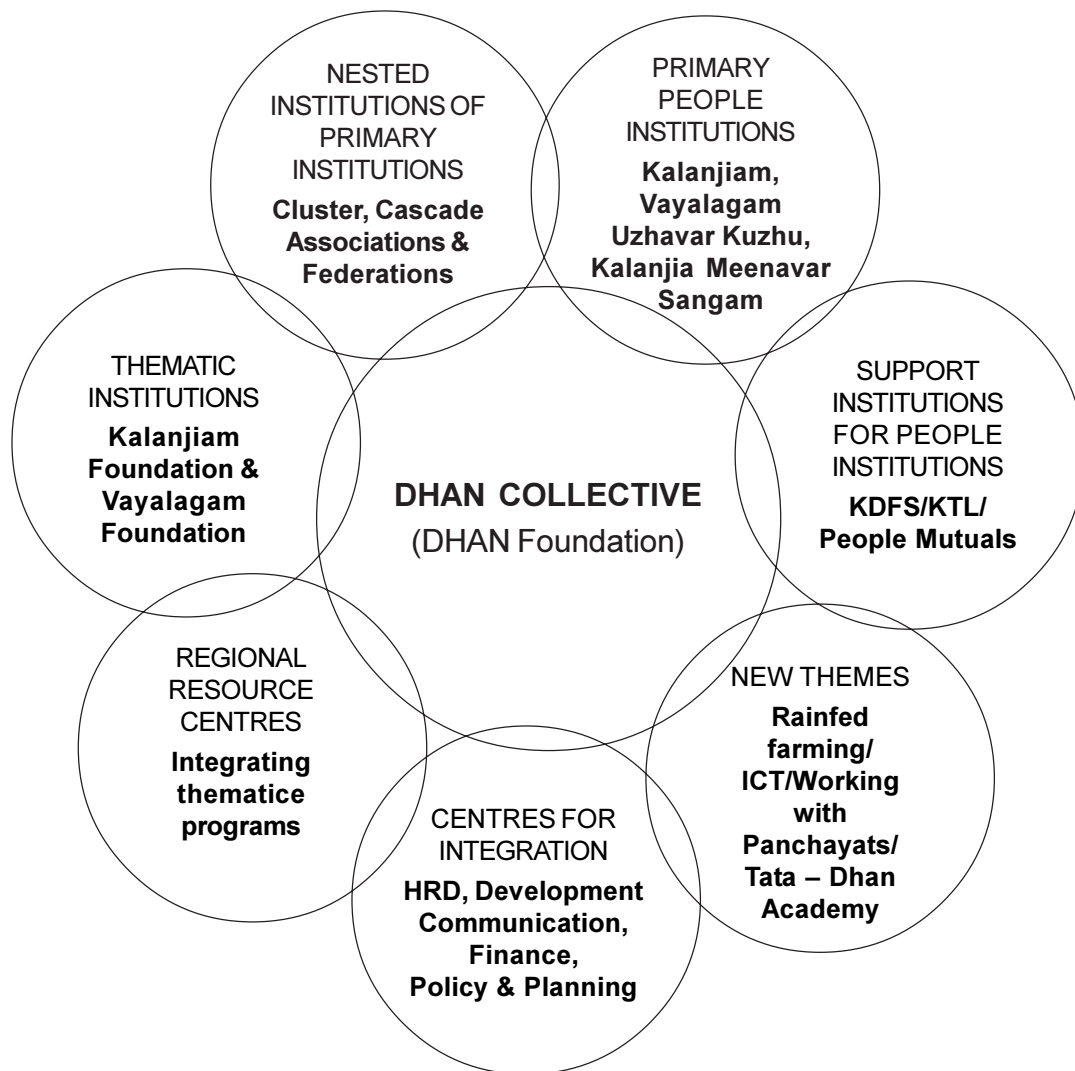 NESTED
INSTITUTIONS OF
PRIMARY
INSTITUTIONS
Cluster, Cascade
Associations &
Federations
PRIMARY
PEOPLE
INSTITUTIONS
Kalanjiam,
Vayalagam
Uzhavar Kuzhu,
Kalanjia Meenavar
Sangam
THEMATIC
INSTITUTIONS
Kalanjiam
Foundation &
Vayalagam
Foundation
DHAN COLLECTIVE
(DHAN Foundation)
SUPPORT
INSTITUTIONS
FOR PEOPLE
INSTITUTIONS
KDFS/KTL/
People Mutuals
REGIONAL
RESOURCE
CENTRES
Integrating
thematice
programs
CENTRES FOR
INTEGRATION
HRD, Development
Communication,
Finance,
Policy & Planning
NEW THEMES
Rainfed
farming/
ICT/Working
with
Panchayats/
Tata – Dhan
Academy